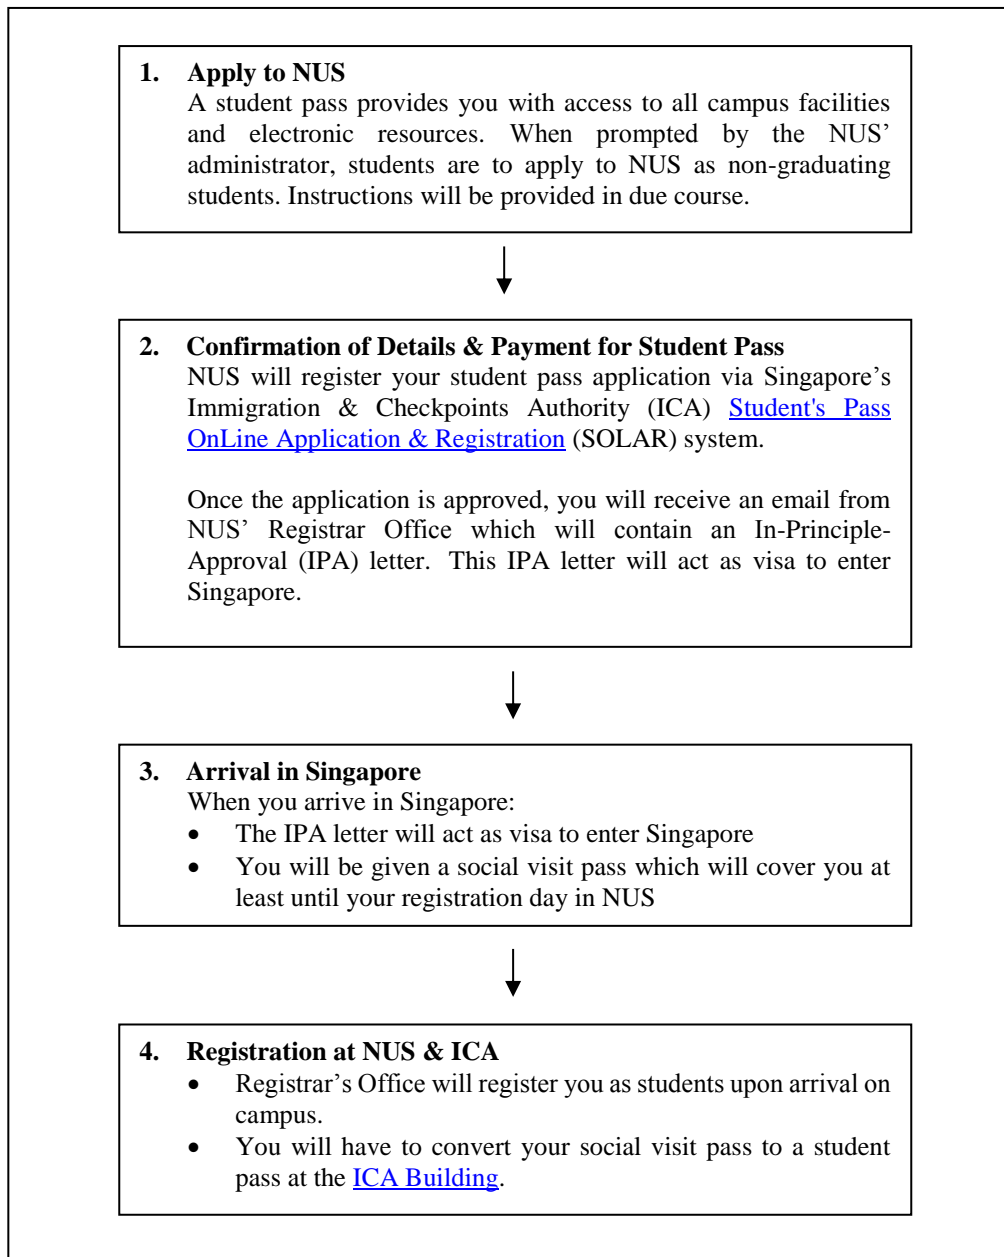 1. Apply to NUS
A student pass provides you with access to all campus facilities
and electronic resources. When prompted by the NUS’
administrator, students are to apply to NUS as non-graduating
students. Instructions will be provided in due course.
2. Confirmation of Details & Payment for Student Pass
NUS will register your student pass application via Singapore’s
Immigration & Checkpoints Authority (ICA) Student's Pass
OnLine Application & Registration (SOLAR) system.
Once the application is approved, you will receive an email from
NUS’ Registrar Office which will contain an In-Principle-
Approval (IPA) letter. This IPA letter will act as visa to enter
Singapore.
3. Arrival in Singapore
When you arrive in Singapore:
• The IPA letter will act as visa to enter Singapore
• You will be given a social visit pass which will cover you at
least until your registration day in NUS
4. Registration at NUS & ICA
• Registrar’s Office will register you as students upon arrival on
campus.
• You will have to convert your social visit pass to a student
pass at the ICA Building.